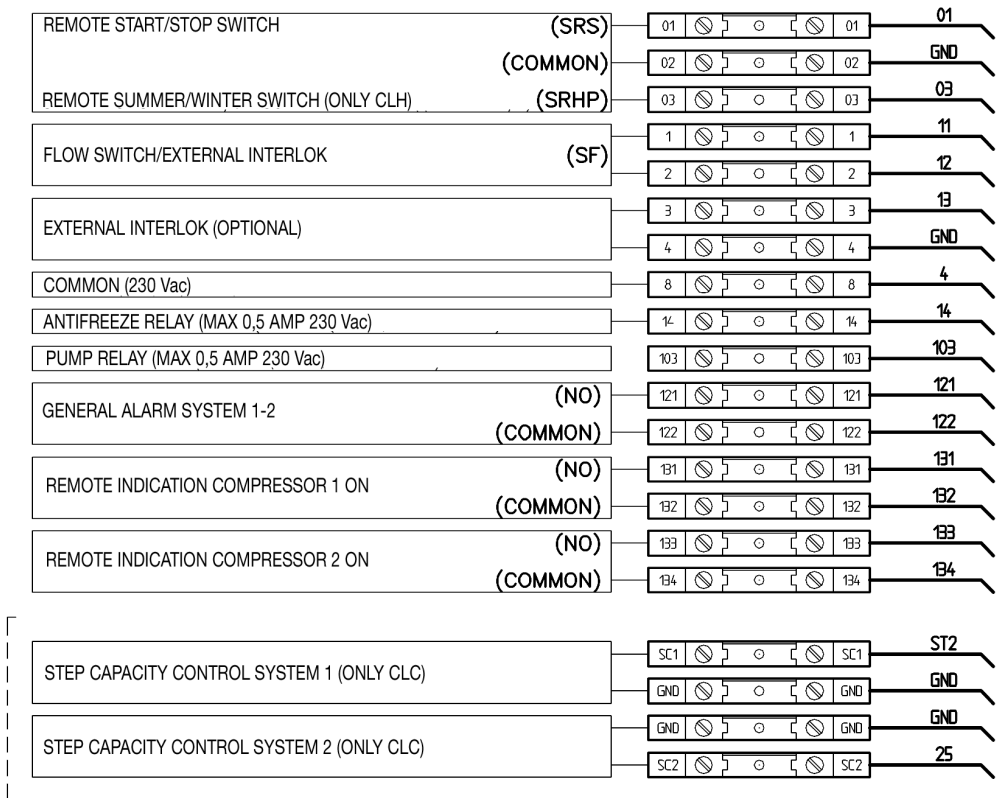 REMOTE START/STOP SWITCH (SRS) 01 01 01
(COMMON) 02 02 GND
REMOTE SUMMER/WINTER SWITCH (ONLY CLH) (SRHP) 03 03 03
1 1 11
FLOW SWITCH/EXTERNAL INTERLOK (SF)
2 2 12
3 3 13
EXTERNAL INTERLOK (OPTIONAL)
4 4 GND
COMMON (230 Vac) 8 8 4
ANTIFREEZE RELAY (MAX 0,5 AMP 230 Vac) 14 14 14
PUMP RELAY (MAX 0,5 AMP 230 Vac) 103 103 103
(NO) 121 121 121
GENERAL ALARM SYSTEM 1-2
(COMMON) 122 122 122
(NO) 131 131 131
REMOTE INDICATION COMPRESSOR 1 ON
(COMMON) 132 132 132
(NO) 133 133 133
REMOTE INDICATION COMPRESSOR 2 ON
(COMMON) 134 134 134
SC1 SC1 ST2
STEP CAPACITY CONTROL SYSTEM 1 (ONLY CLC)
GND GND GND
GND GND GND
STEP CAPACITY CONTROL SYSTEM 2 (ONLY CLC)
SC2 SC2 25